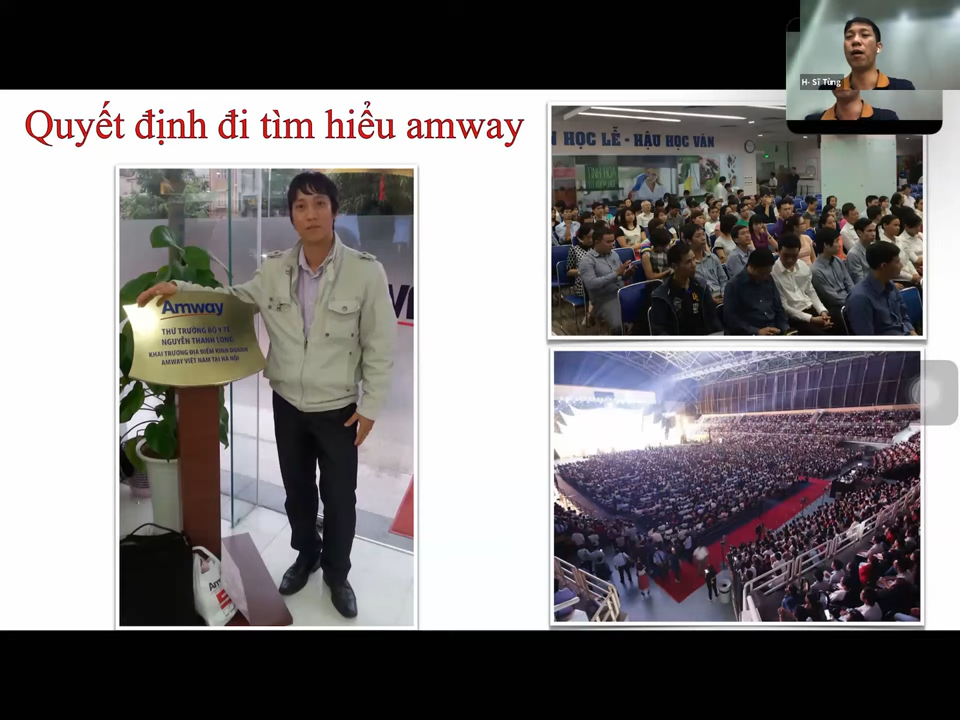 Quyết định đi tìm hiểu amway
H- Sĩ Tùng
HỌC LỄ - HẬU HỌC VĂN
Amway
THỨ TRƯỞNG BỘ Y TẾ
NGUYỄN THANH LONG
KHAI TRƯƠNG ĐỊA ĐIỂM KINH DOANH
AMWAY VIỆT NAM TẠI HÀ NỘI